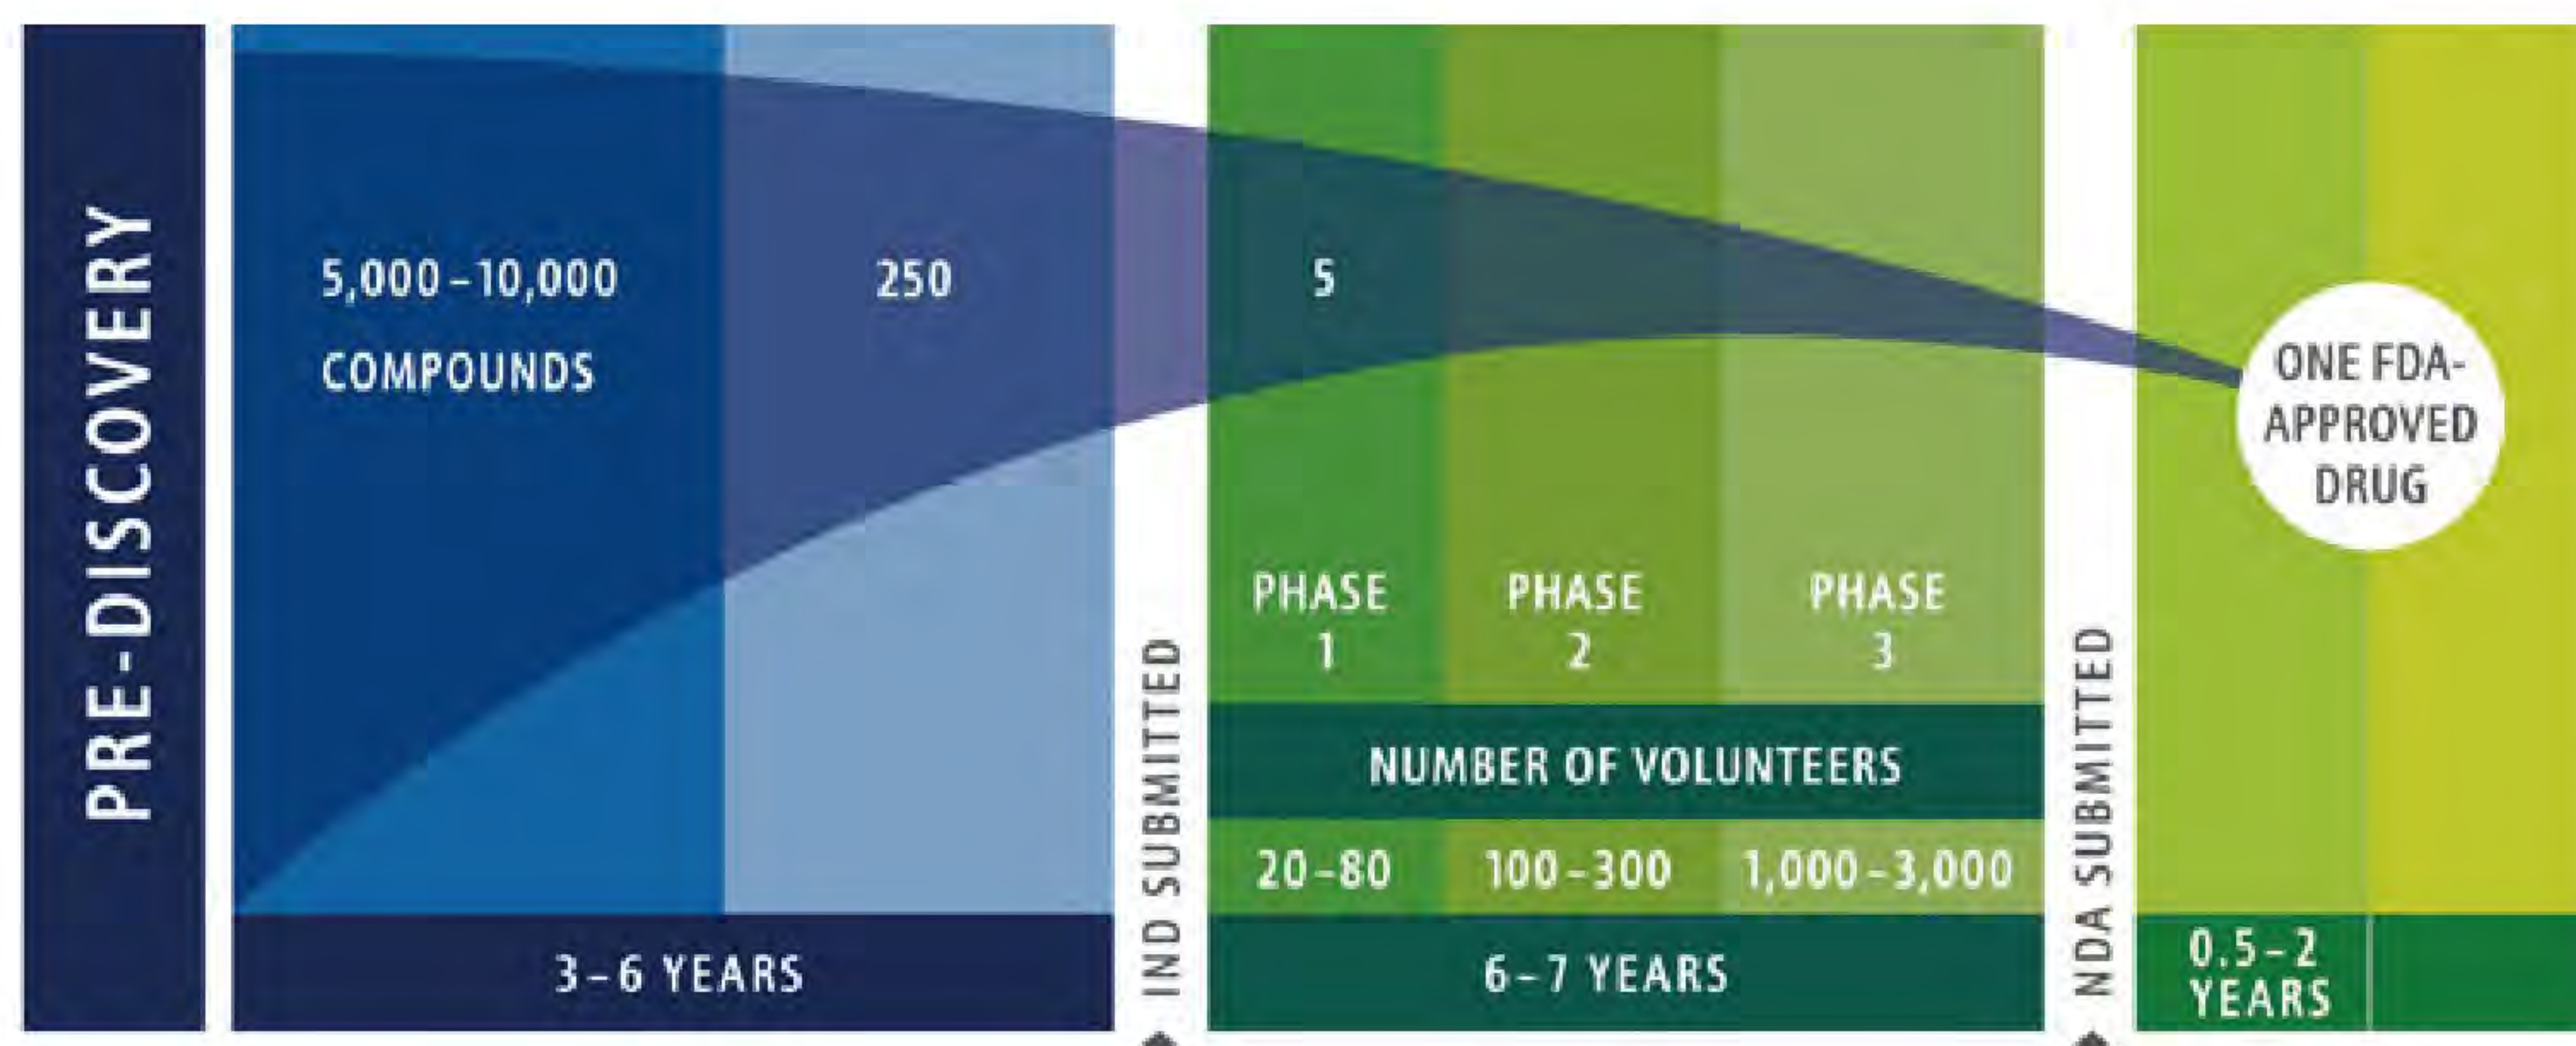 PRE-DISCOVERY
5,000–10,000
COMPOUNDS
250
5
ONE FDA-
APPROVED
DRUG
PHASE
1
PHASE
2
PHASE
3
IND SUBMITTED
NDA SUBMITTED
NUMBER OF VOLUNTEERS
20–80
100–300
1,000–3,000
3–6 YEARS
6–7 YEARS
0.5–2
YEARS